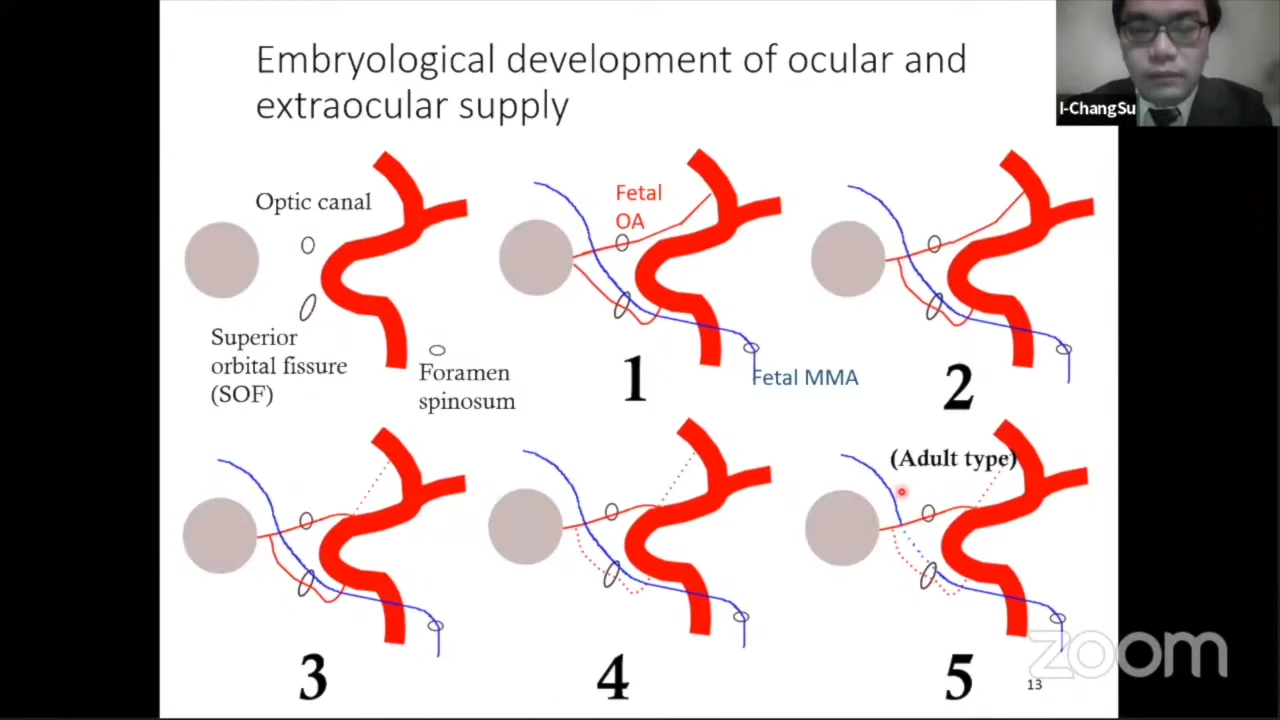 Embryological development of ocular and
extraocular supply
I-ChangSu
Optic canal
Superior
orbital fissure
(SOF)
Foramen
spinosum
Fetal
OA
1
Fetal MMA
2
3
4
(Adult type)
5
zoom
13